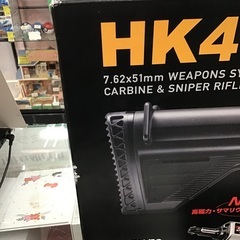 HK4
7.62x51mm WEAPONS SY
CARBINE & SNIPER RIFL